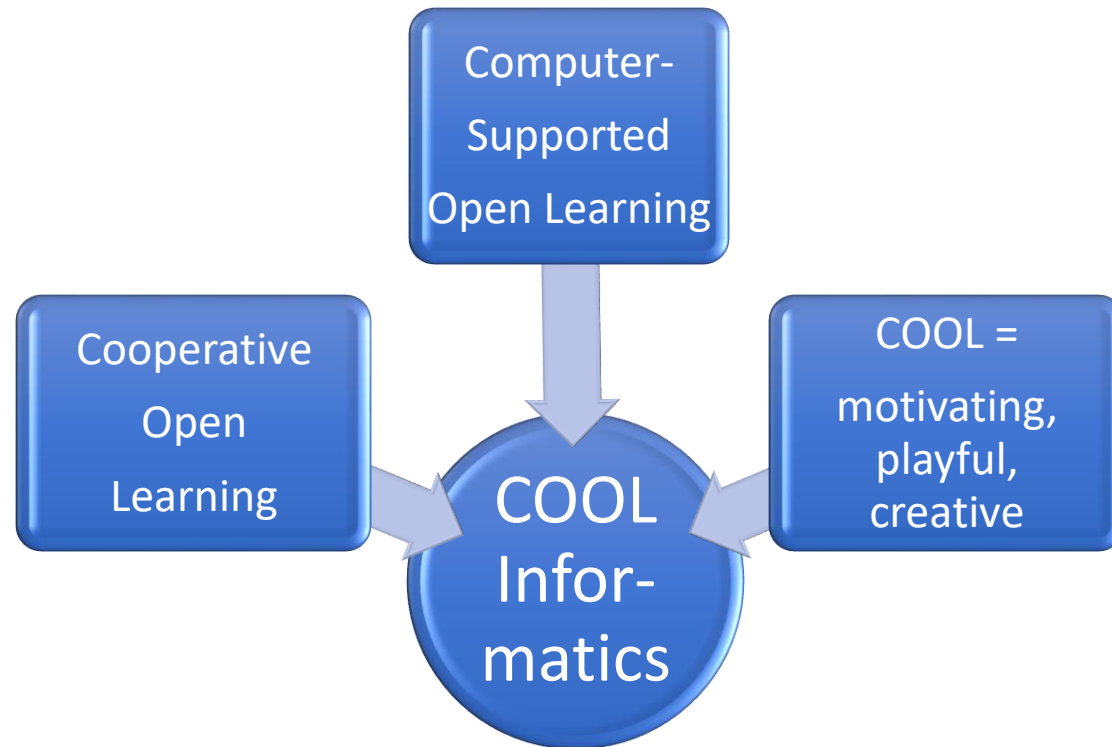 Computer-
Supported
Open Learning
Cooperative
Open
Learning
COOL =
motivating,
playful,
creative
COOL
Infor-
matics